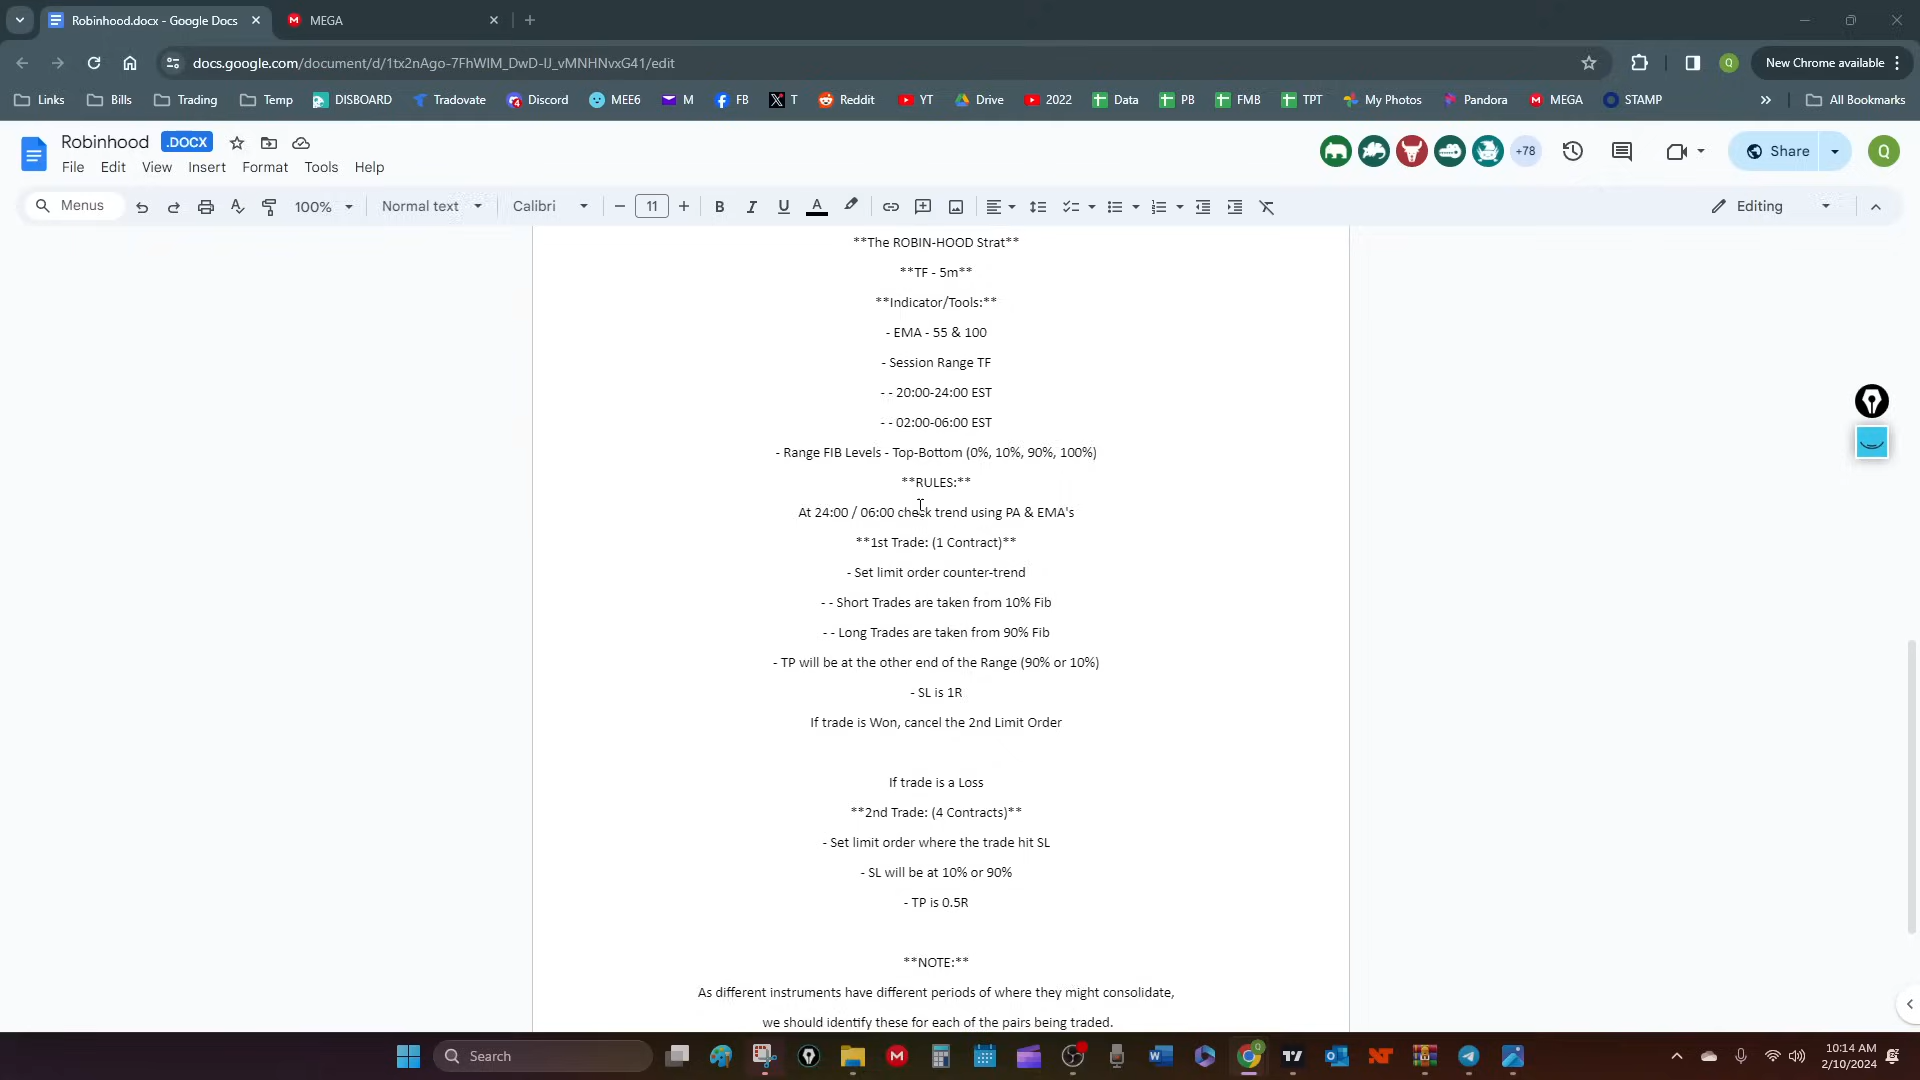 Robinhood.docx - Google Docs
MEGA
docs.google.com/document/d/1tx2nAgo-7FhWIM_DwD-IJ_vMNHNvxG41/edit
New Chrome available
Links Bills Trading Temp DISBOARD Tradovate Discord MEE6 M FB T Reddit YT Drive 2022 Data PB FMB TPT My Photos Pandora MEGA STAMP » All Bookmarks
Robinhood .DOCX
+78
Share
Q
File Edit View Insert Format Tools Help
Menus 100% Normal text Calibri 11 Editing
**The ROBIN-HOOD Strat**
**TF - 5m**
**Indicator/Tools:**
- EMA - 55 & 100
- Session Range TF
- - 20:00-24:00 EST
- - 02:00-06:00 EST
- Range FIB Levels - Top-Bottom (0%, 10%, 90%, 100%)
**RULES:**
At 24:00 / 06:00 check trend using PA & EMA's
**1st Trade: (1 Contract)**
- Set limit order counter-trend
- - Short Trades are taken from 10% Fib
- - Long Trades are taken from 90% Fib
- TP will be at the other end of the Range (90% or 10%)
- SL is 1R
If trade is Won, cancel the 2nd Limit Order
If trade is a Loss
**2nd Trade: (4 Contracts)**
- Set limit order where the trade hit SL
- SL will be at 10% or 90%
- TP is 0.5R
**NOTE:**
As different instruments have different periods of where they might consolidate,
we should identify these for each of the pairs being traded.
Search
10:14 AM
2/10/2024